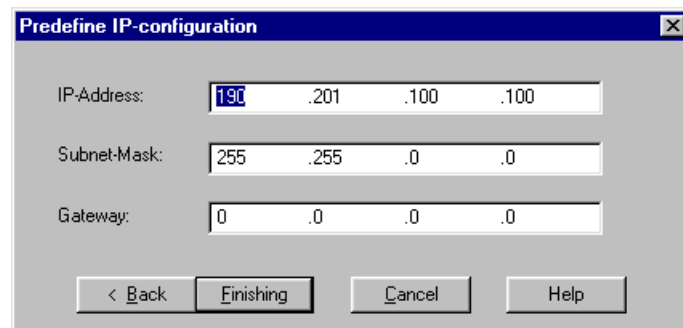 Predefine IP-configuration
IP-Address: 190 .201 .100 .100
Subnet-Mask: 255 .255 .0 .0
Gateway: 0 .0 .0 .0
< Back Finishing Cancel Help